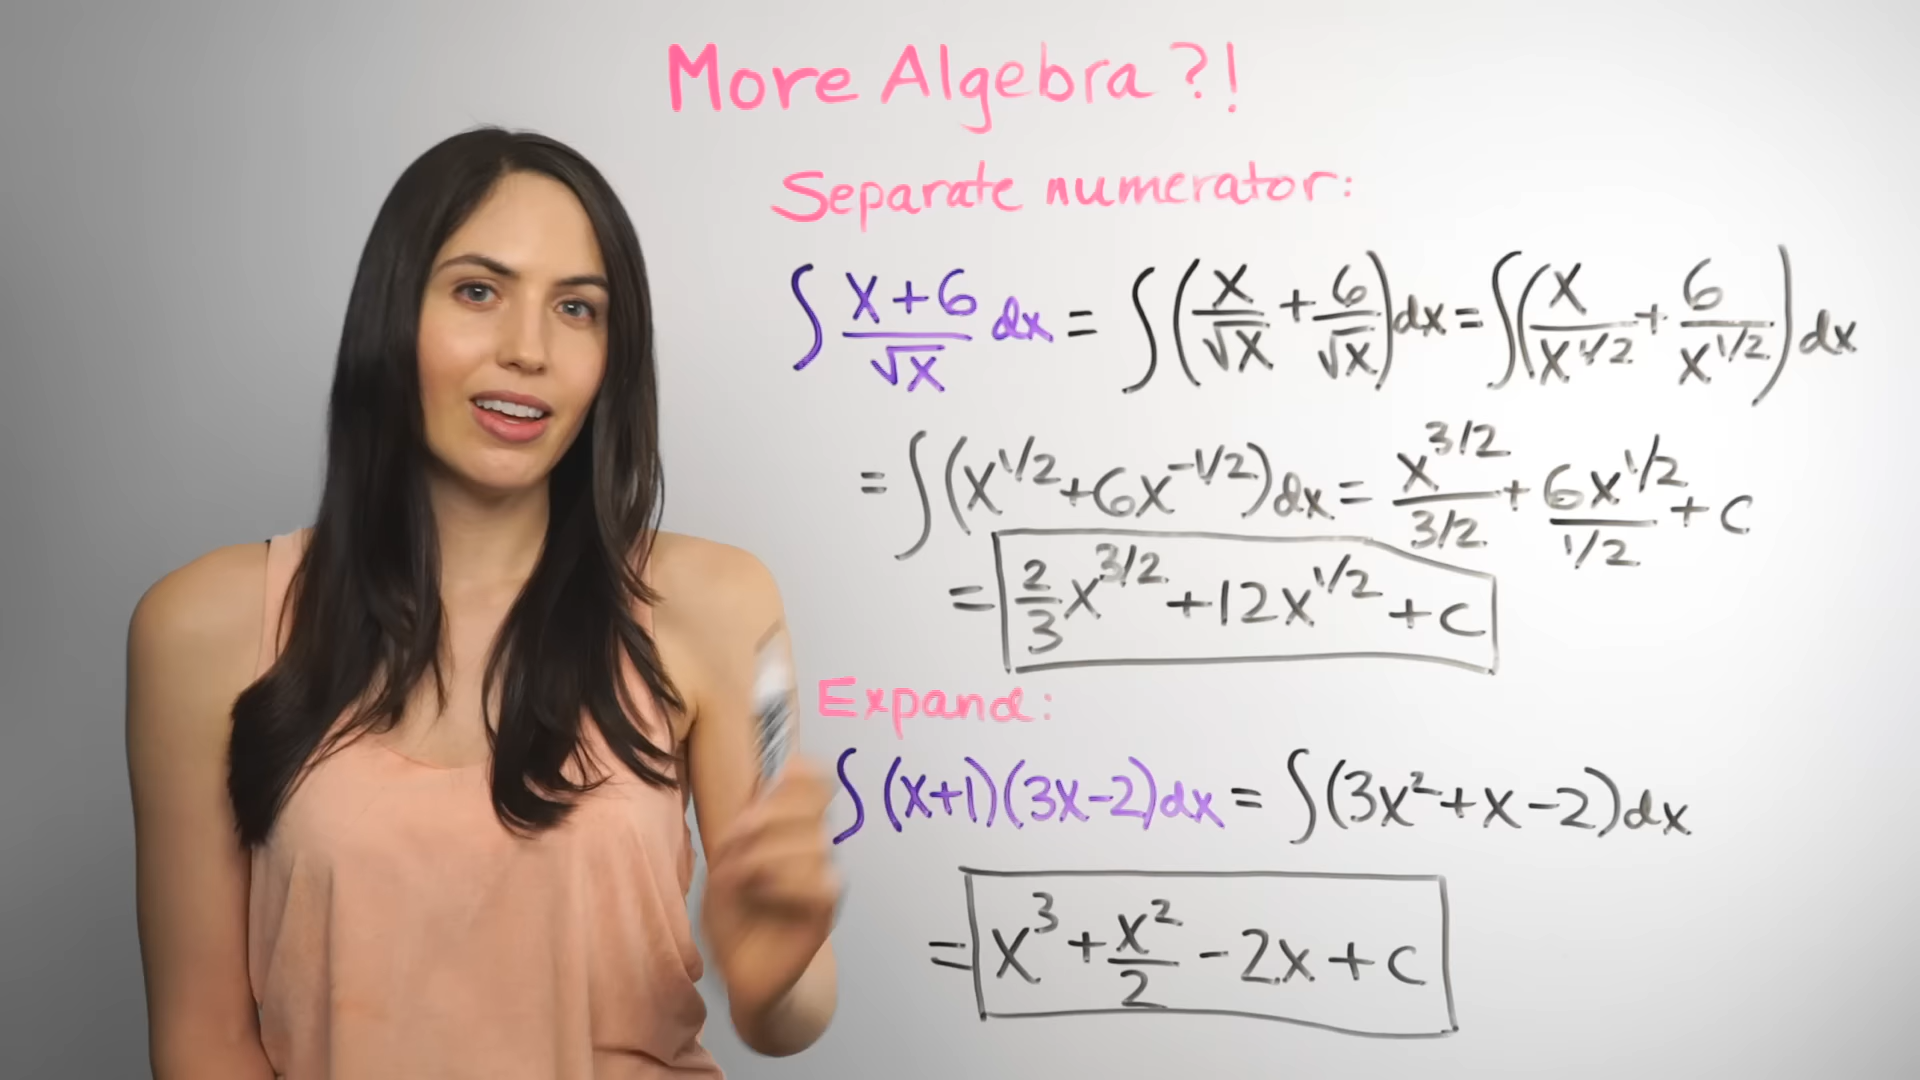 More Algebra?!
Separate numerator:
∫ (x+6)/√x dx = ∫ (x/√x + 6/√x) dx = ∫ (x/x^1/2 + 6/x^1/2) dx
= ∫ (x^1/2 + 6x^-1/2) dx = x^3/2/3/2 + 6x^1/2/1/2 + c
= 2/3 x^3/2 + 12x^1/2 + c
Expand:
∫ (x+1)(3x-2)dx = ∫ (3x²+x-2)dx
= x³ + x²/2 - 2x + c